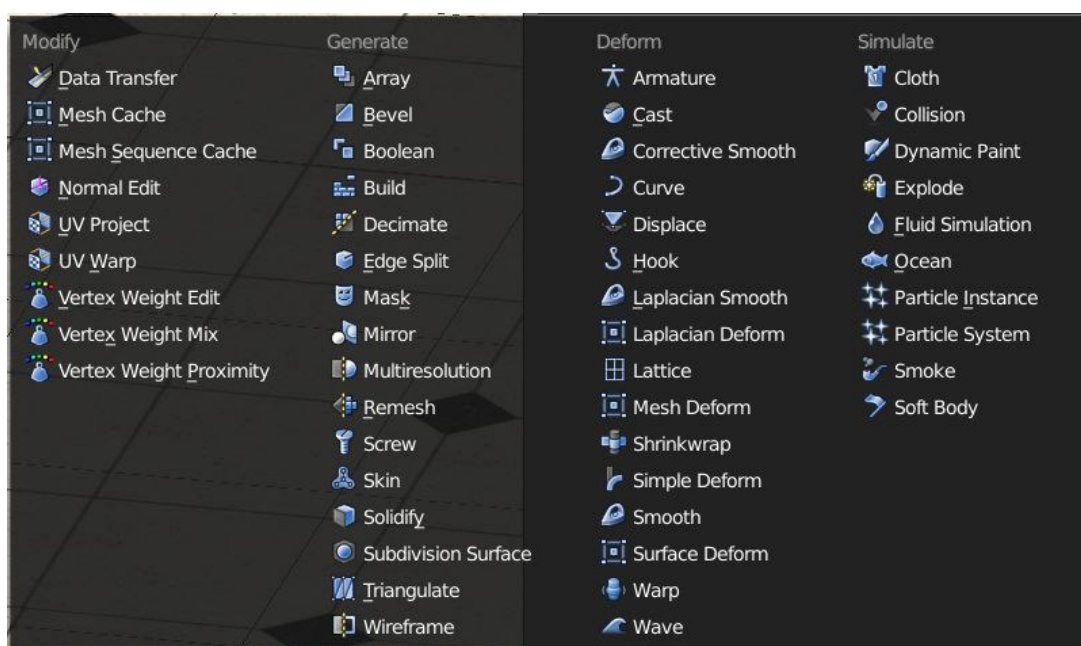 Modify
Data Transfer
Mesh Cache
Mesh Sequence Cache
Normal Edit
UV Project
UV Warp
Vertex Weight Edit
Vertex Weight Mix
Vertex Weight Proximity
Generate
Array
Bevel
Boolean
Build
Decimate
Edge Split
Mask
Mirror
Multiresolution
Remesh
Screw
Skin
Solidify
Subdivision Surface
Triangulate
Wireframe
Deform
Armature
Cast
Corrective Smooth
Curve
Displace
Hook
Laplacian Smooth
Laplacian Deform
Lattice
Mesh Deform
Shrinkwrap
Simple Deform
Smooth
Surface Deform
Warp
Wave
Simulate
Cloth
Collision
Dynamic Paint
Explode
Fluid Simulation
Ocean
Particle Instance
Particle System
Smoke
Soft Body